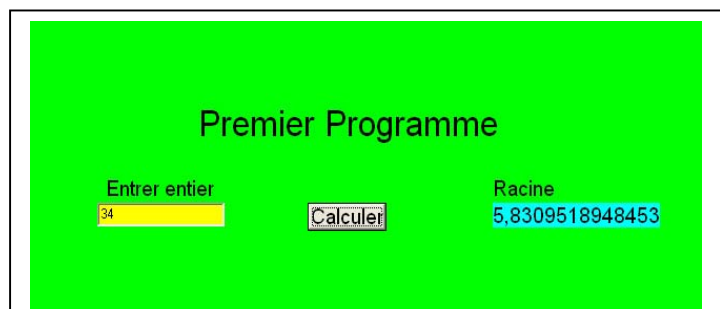 Premier Programme
Entrer entier
Racine
34
Calculer
5,8309518948453